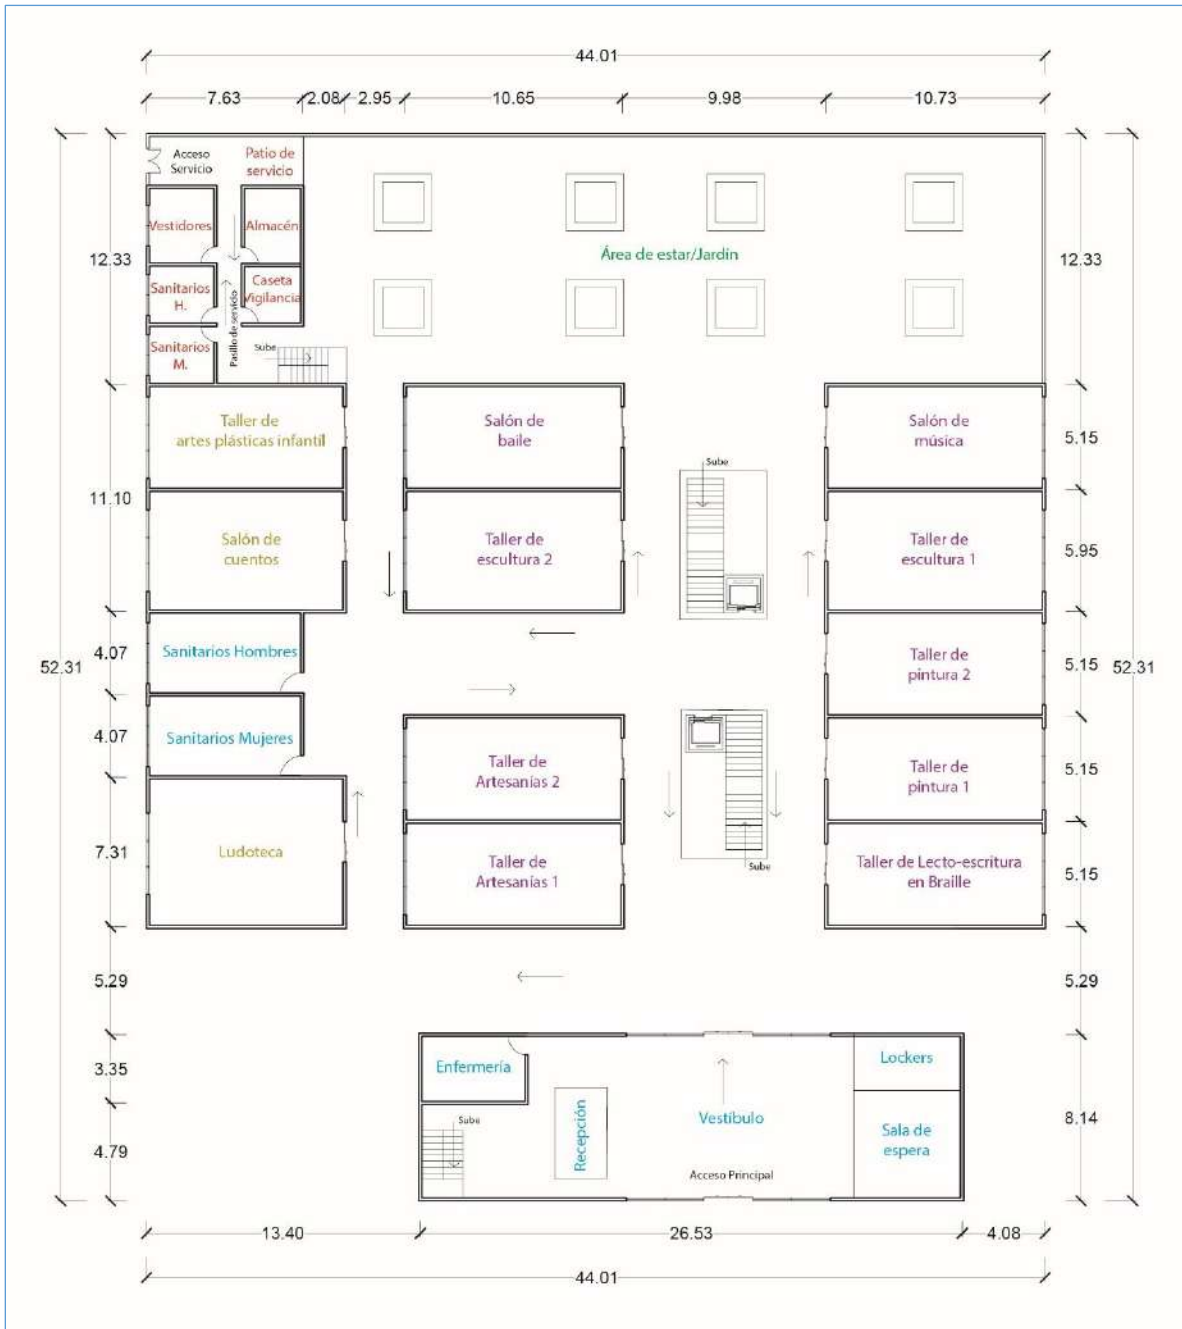 44.01
7.63
2.08
2.95
10.65
9.98
10.73
Acceso
Servicio
Patio de
servicio
Vestidores
Almacén
12.33
Área de estar/Jardín
12.33
Sanitarios
H.
Caseta
Vigilancia
Pasillo de servicio
Sanitarios
M.
Sube
Taller de
artes plásticas infantil
Salón de
baile
Salón de
música
5.15
Sube
11.10
Salón de
cuentos
Taller de
escultura 2
Taller de
escultura 1
5.95
52.31
4.07
Sanitarios Hombres
Taller de
pintura 2
5.15
52.31
4.07
Sanitarios Mujeres
Taller de
Artesanías 2
Taller de
pintura 1
5.15
7.31
Ludoteca
Taller de
Artesanías 1
Sube
Taller de Lecto-escritura
en Braille
5.15
5.29
5.29
3.35
Enfermería
Lockers
Sube
Recepción
Vestíbulo
8.14
4.79
Sala de
espera
Acceso Principal
13.40
26.53
4.08
44.01